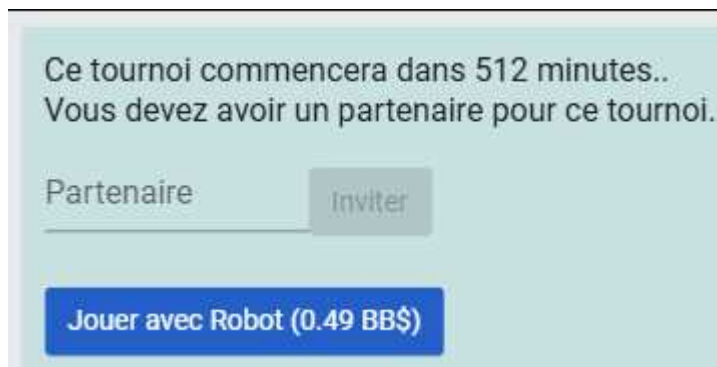 Ce tournoi commencera dans 512 minutes..
Vous devez avoir un partenaire pour ce tournoi.
Partenaire
Inviter
Jouer avec Robot (0.49 BB$)